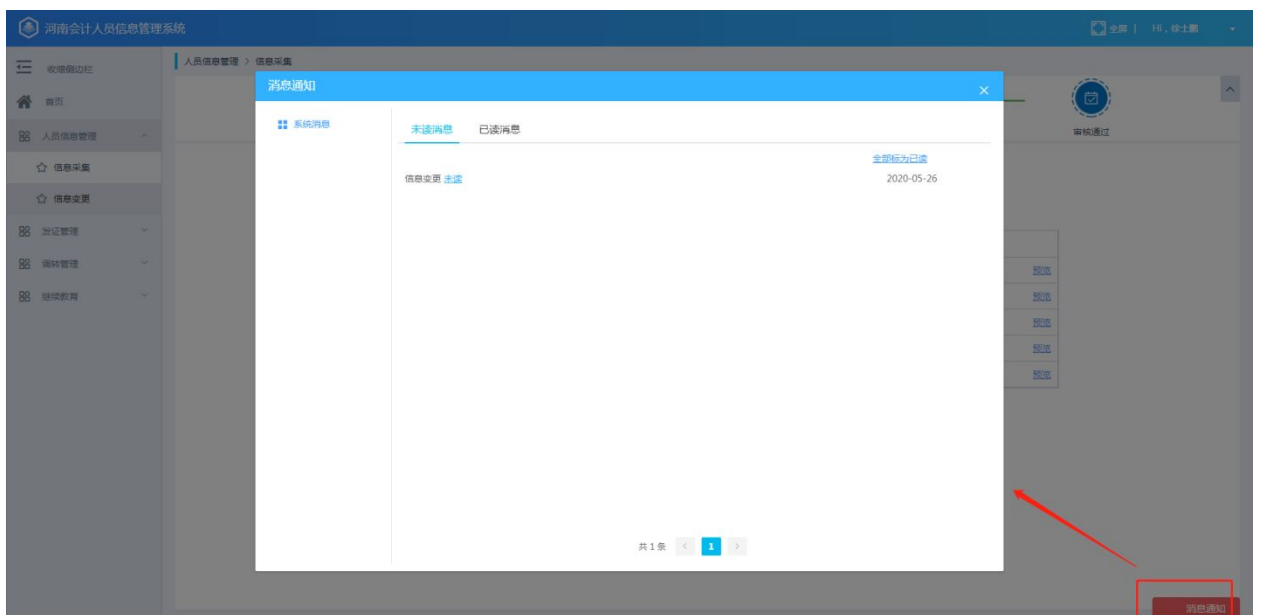 河南会计人员信息管理系统
全屏 | Hi , 徐士鹏
收缩侧边栏
首页
人员信息管理
信息采集
信息变更
发证管理
调转管理
继续教育
人员信息管理 > 信息采集
审核通过
预览
预览
预览
预览
预览
消息通知
×
系统消息
未读消息 已读消息
全部标为已读
信息变更 未读 2020-05-26
共 1 条 < 1 >
消息通知